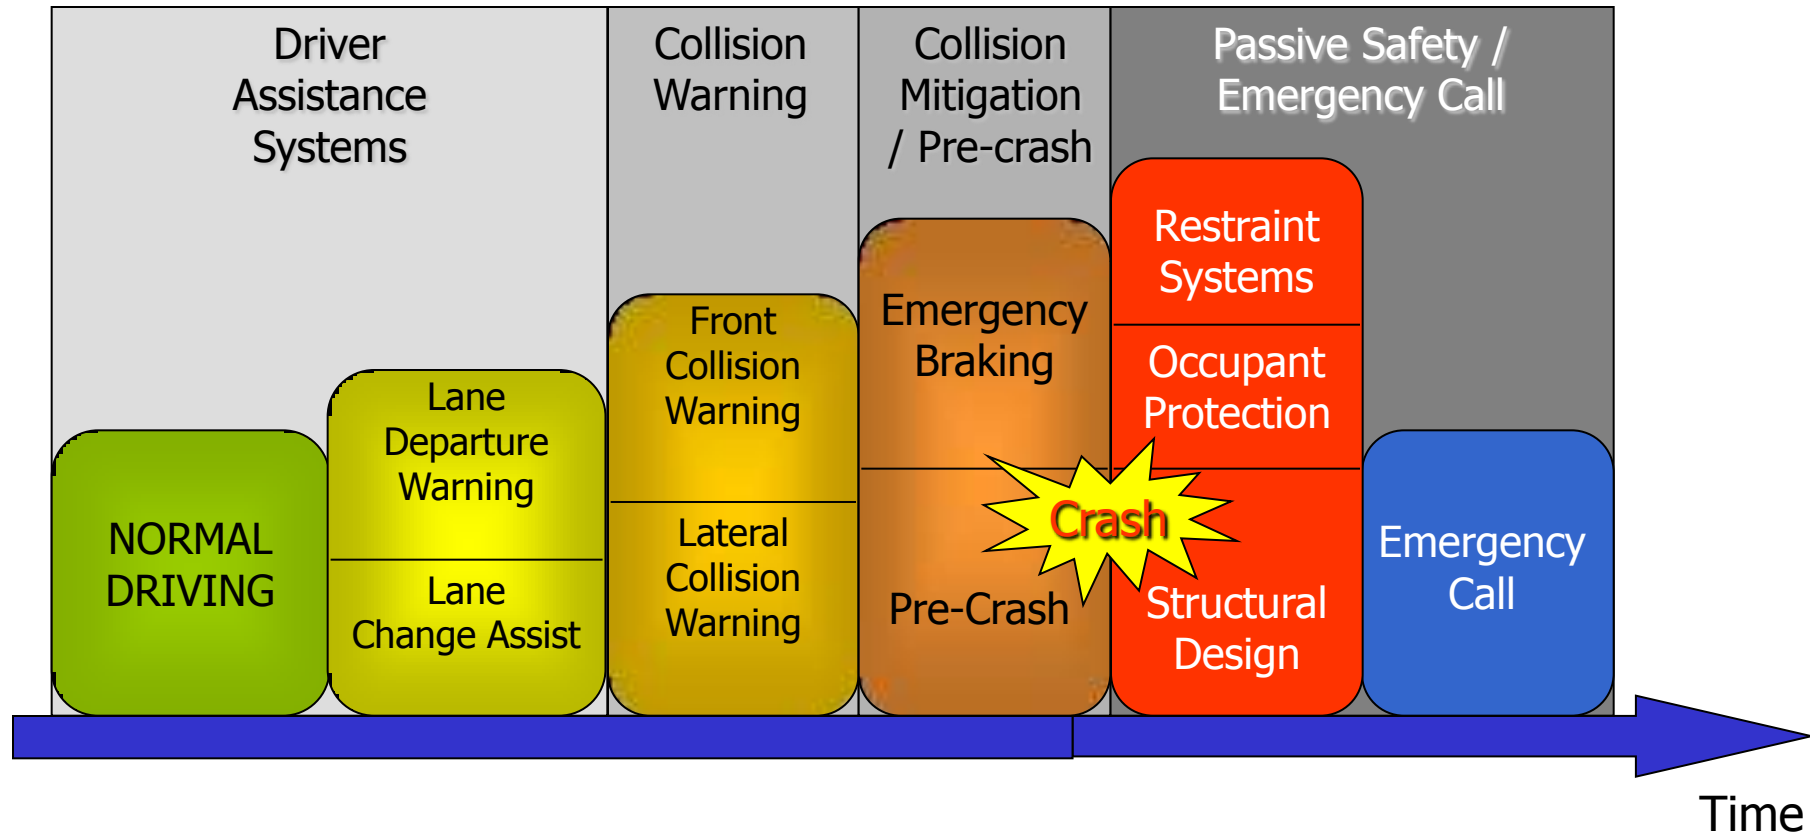 Driver
Assistance
Systems
Collision
Warning
Collision
Mitigation
/ Pre-crash
Passive Safety /
Emergency Call
NORMAL
DRIVING
Lane
Departure
Warning
Lane
Change Assist
Front
Collision
Warning
Lateral
Collision
Warning
Emergency
Braking
Pre-Crash
Crash
Restraint
Systems
Occupant
Protection
Structural
Design
Emergency
Call
Time